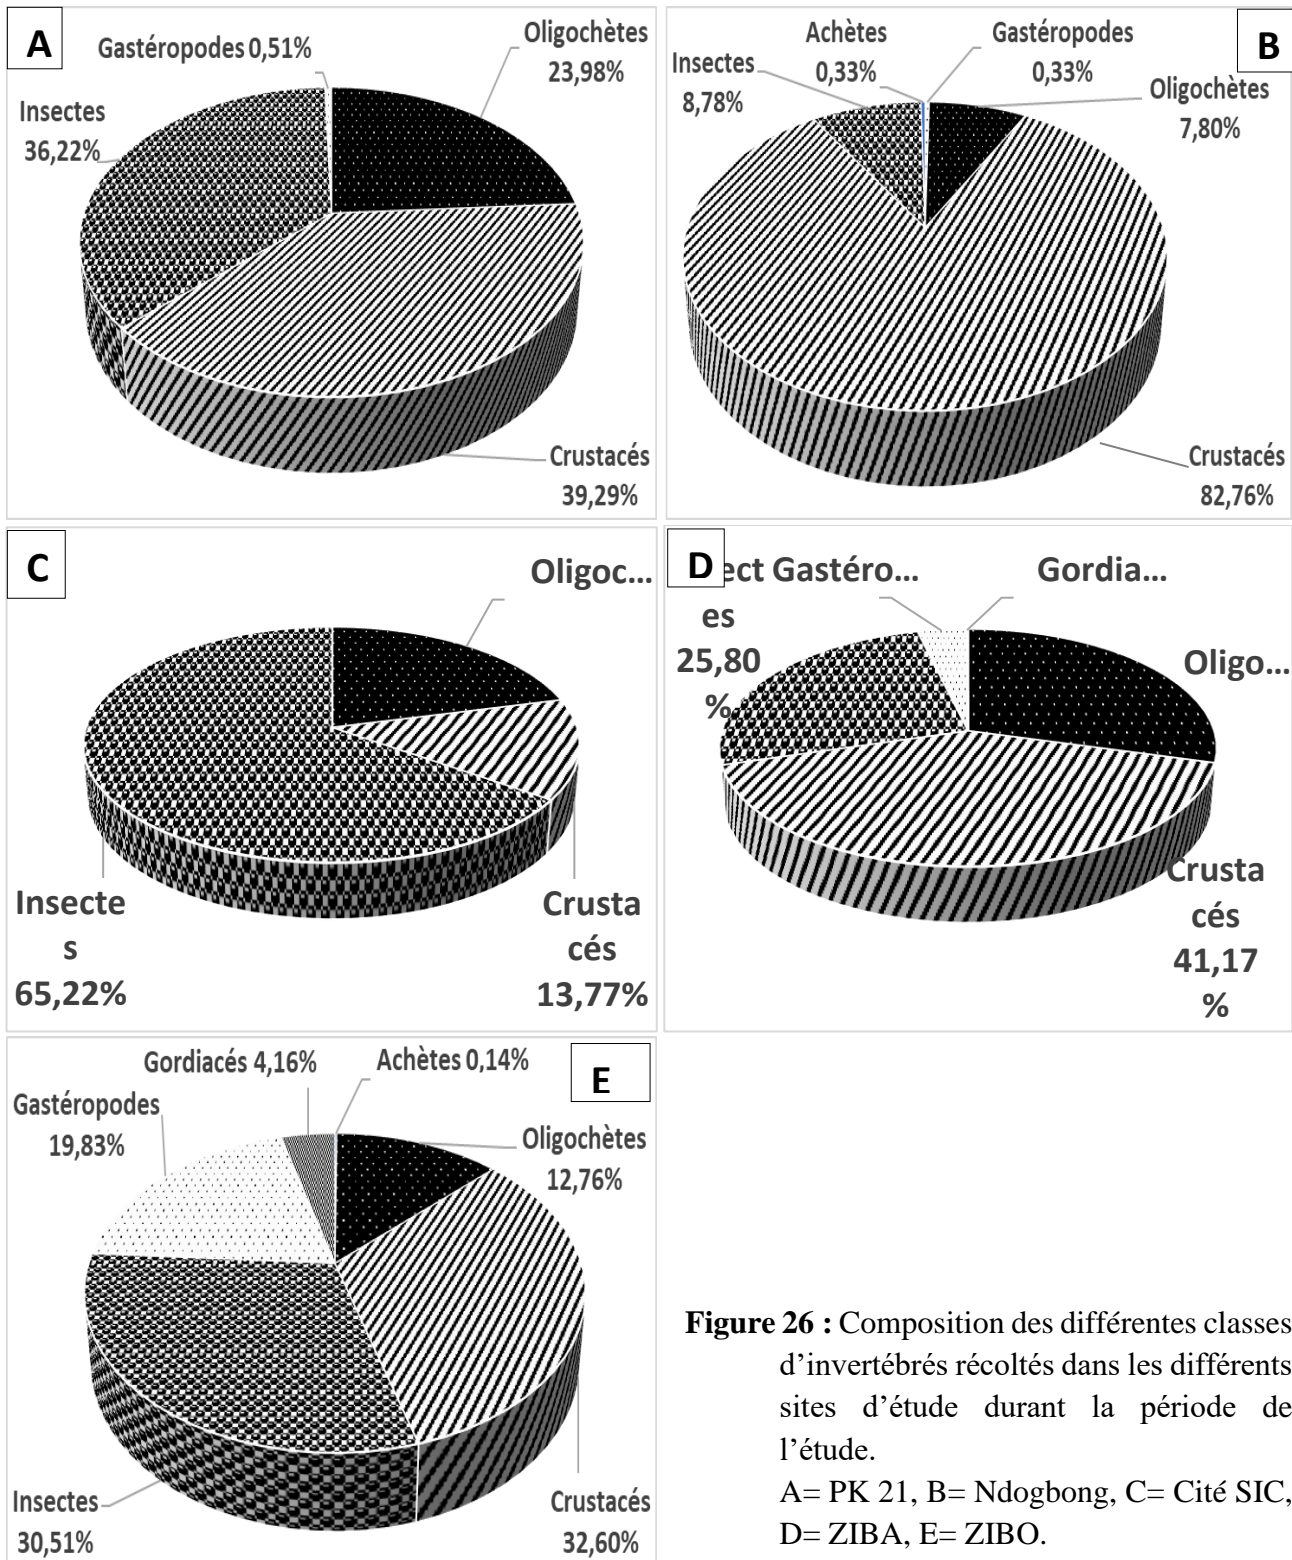 A
Gastéropodes 0,51%
Oligochètes
23,98%
Insectes
36,22%
Crustacés
39,29%
B
Achètes
0,33%
Gastéropodes
0,33%
Insectes
8,78%
Oligochètes
7,80%
Crustacés
82,76%
C
Oligoc...
Insecte
s
65,22%
Crusta
cés
13,77%
D
ect
es
25,80
%
Gastéro...
Gordia...
Oligo...
Crusta
cés
41,17
%
E
Gordiacés 4,16%
Achètes 0,14%
Gastéropodes
19,83%
Oligochètes
12,76%
Insectes
30,51%
Crustacés
32,60%
Figure 26 : Composition des différentes classes
d’invertébrés récoltés dans les différents
sites d’étude durant la période de
l’étude.
A= PK 21, B= Ndogbong, C= Cité SIC,
D= ZIBA, E= ZIBO.